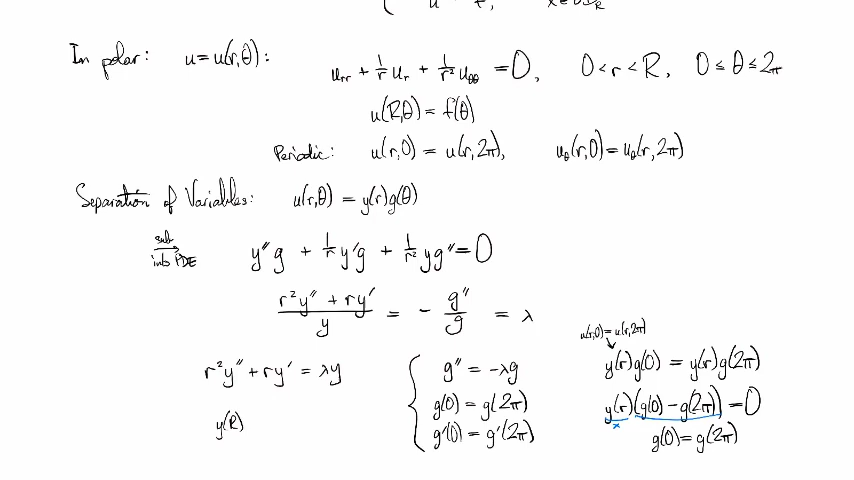 u = f, x ∈ ∂D_R
In polar: u = u(r,θ):
u_rr + 1/r u_r + 1/r² u_θθ = 0, 0 < r < R, 0 ≤ θ ≤ 2π
u(R,θ) = f(θ)
Periodic: u(r,0) = u(r,2π), u_θ(r,0) = u_θ(r,2π)
Separation of Variables: u(r,θ) = y(r)g(θ)
sub into PDE y″g + 1/r y′g + 1/r² yg″ = 0
(r²y″ + ry′)/y = - g″/g = λ
u(r,0) = u(r,2π)
r²y″ + ry′ = λy
y(R)
g″ = -λg
g(0) = g(2π)
g′(0) = g′(2π)
y(r)g(0) = y(r)g(2π)
y(r)(g(0) - g(2π)) = 0
x
g(0) = g(2π)